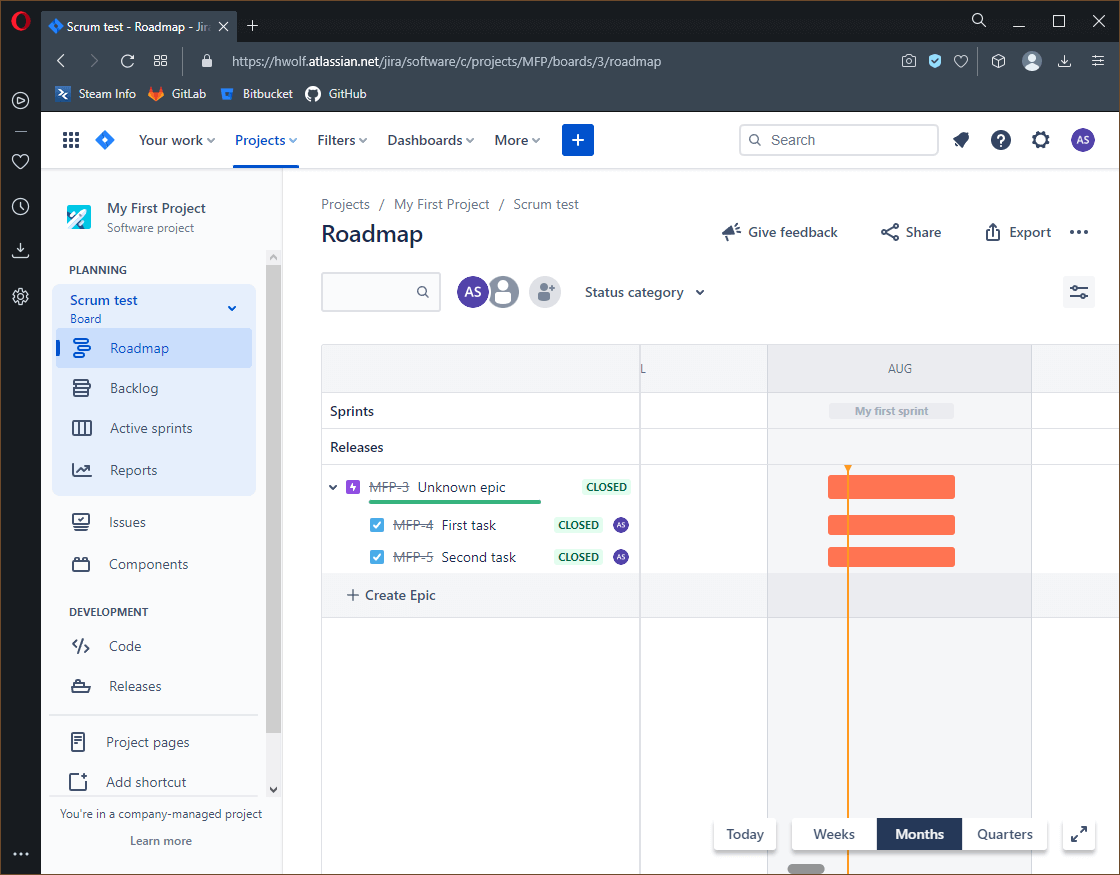 Scrum test - Roadmap - Jira
https://hwolf.atlassian.net/jira/software/c/projects/MFP/boards/3/roadmap
Steam Info GitLab Bitbucket GitHub
Your work Projects Filters Dashboards More + Search ? AS
My First Project
Software project
PLANNING
Scrum test
Board
Roadmap
Backlog
Active sprints
Reports
Issues
Components
DEVELOPMENT
Code
Releases
Project pages
Add shortcut
You're in a company-managed project
Learn more
Projects / My First Project / Scrum test
Roadmap
Give feedback Share Export
AS Status category
L AUG
Sprints My first sprint
Releases
MFP-3 Unknown epic CLOSED
MFP-4 First task CLOSED AS
MFP-5 Second task CLOSED AS
+ Create Epic
Today Weeks Months Quarters